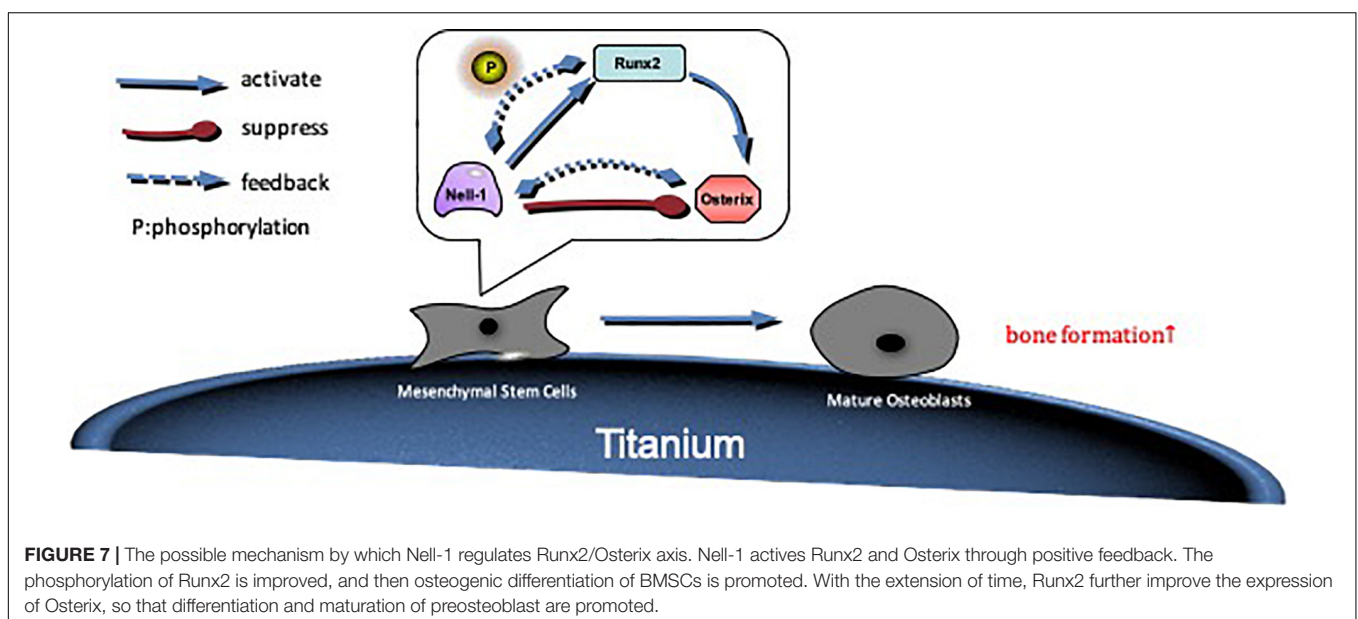 activate
suppress
feedback
P:phosphorylation
P
Runx2
Nell-1
Osterix
bone formation↑
Mesenchymal Stem Cells
Mature Osteoblasts
Titanium
FIGURE 7 | The possible mechanism by which Nell-1 regulates Runx2/Osterix axis. Nell-1 actives Runx2 and Osterix through positive feedback. The
phosphorylation of Runx2 is improved, and then osteogenic differentiation of BMSCs is promoted. With the extension of time, Runx2 further improve the expression
of Osterix, so that differentiation and maturation of preosteoblast are promoted.